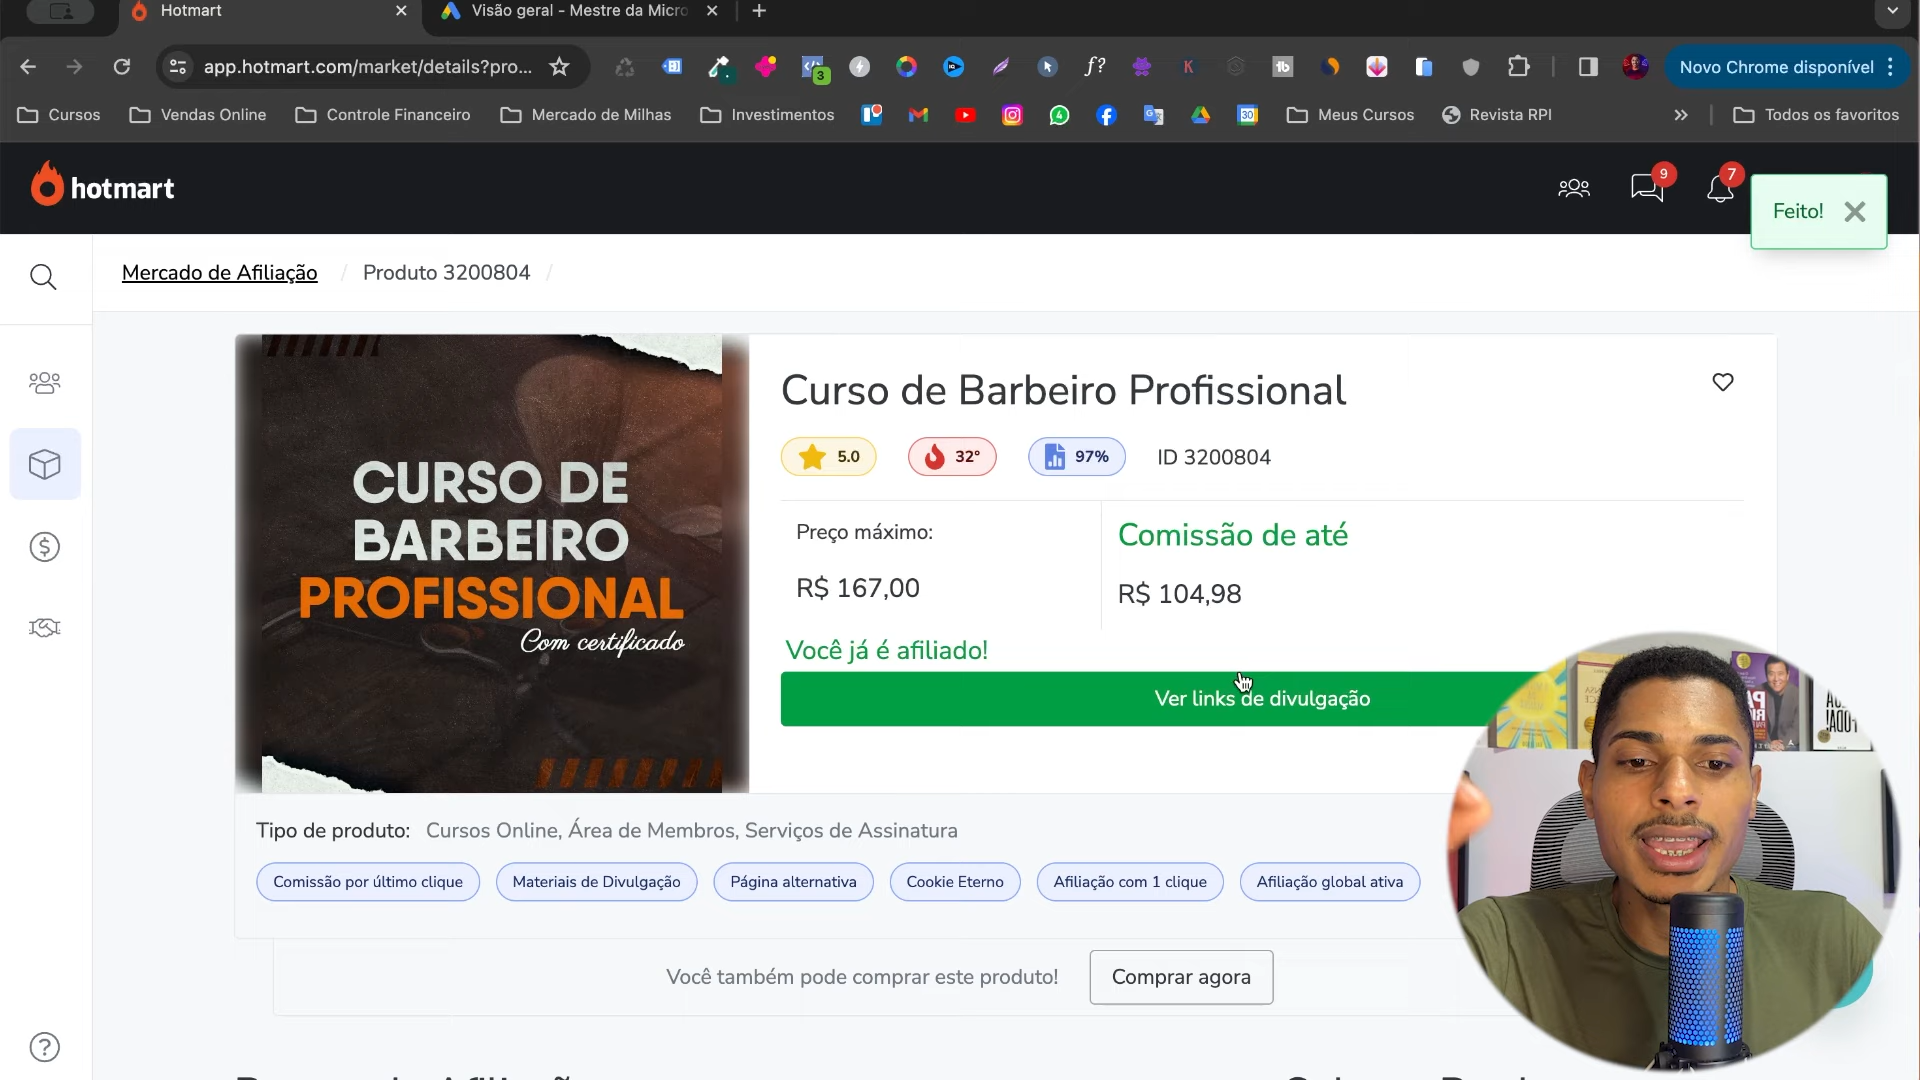 Hotmart
Visão geral - Mestre da Micro
app.hotmart.com/market/details?pro...
Novo Chrome disponível
Cursos
Vendas Online
Controle Financeiro
Mercado de Milhas
Investimentos
Meus Cursos
Revista RPI
Todos os favoritos
hotmart
9
7
Feito!
Mercado de Afiliação / Produto 3200804 /
CURSO DE
BARBEIRO
PROFISSIONAL
Com certificado
Curso de Barbeiro Profissional
5.0
32°
97%
ID 3200804
Preço máximo:
R$ 167,00
Comissão de até
R$ 104,98
Você já é afiliado!
Ver links de divulgação
Tipo de produto: Cursos Online, Área de Membros, Serviços de Assinatura
Comissão por último clique
Materiais de Divulgação
Página alternativa
Cookie Eterno
Afiliação com 1 clique
Afiliação global ativa
Você também pode comprar este produto!
Comprar agora